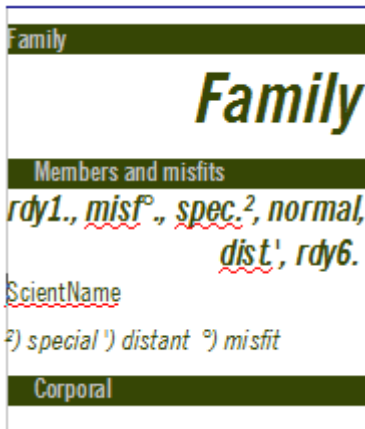 Family
Family
Members and misfits
rdy1., misf°., spec.², normal,
dist.', rdy6.
ScientName
²) special ') distant °) misfit
Corporal